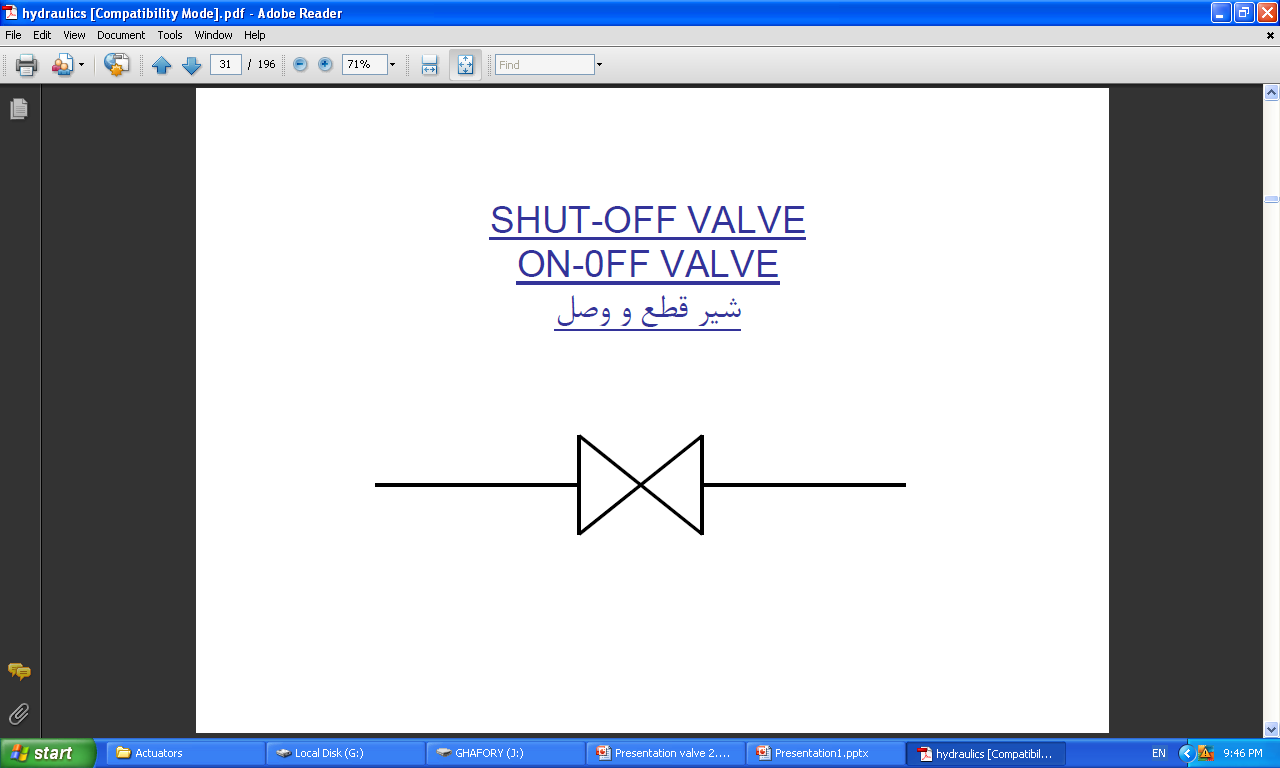 hydraulics [Compatibility Mode].pdf - Adobe Reader
File Edit View Document Tools Window Help
31 / 196 71% Find
SHUT-OFF VALVE
ON-0FF VALVE
شیر قطع و وصل
start Actuators Local Disk (G:) GHAFORY (J:) Presentation valve 2.... Presentation1.pptx hydraulics [Compatibil... EN 9:46 PM